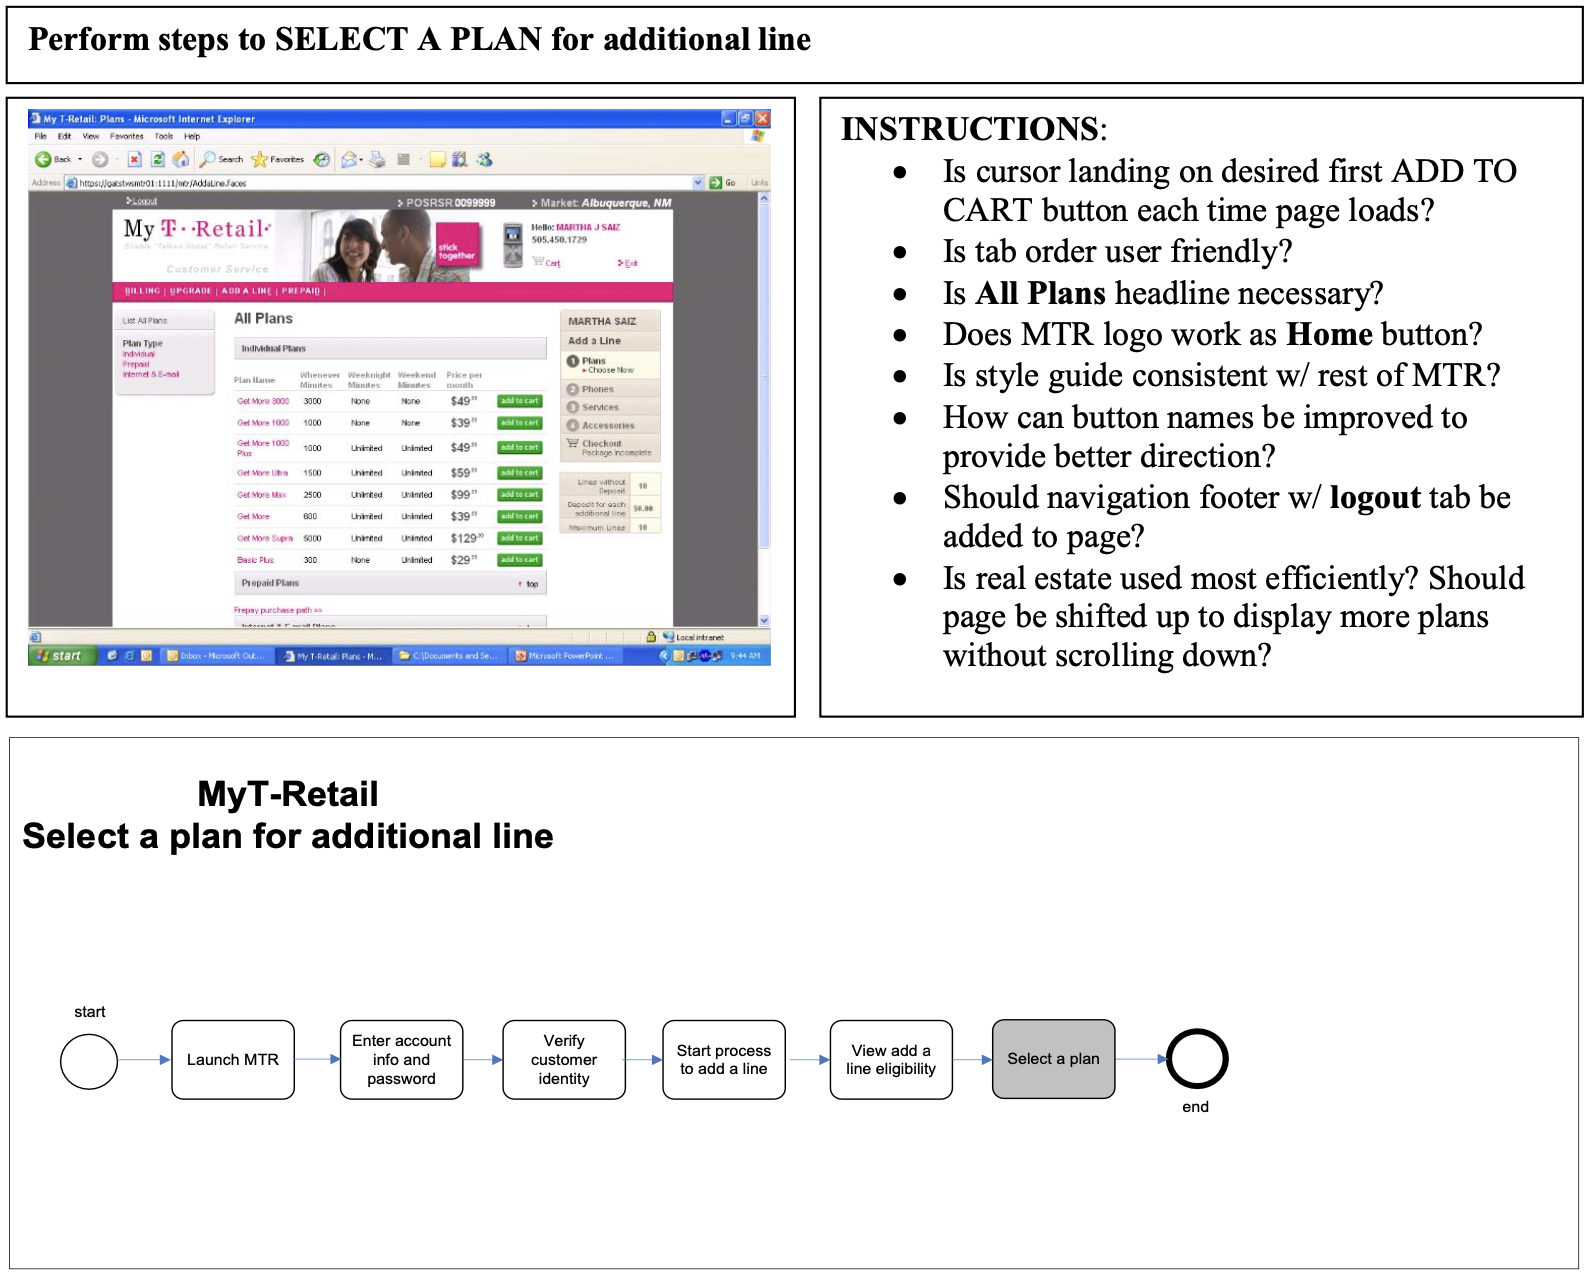 Perform steps to SELECT A PLAN for additional line
My T-Retail: Plans - Microsoft Internet Explorer
File Edit View Favorites Tools Help
Back Search Favorites
Address https://gatstwsmtr01:1111/mtr/AddaLine.faces Go Links
Logout POSRSR 0099999 Market: Albuquerque, NM
My T··Retail·
Enable "Talked About" Retail Service
Customer Service
stick together
Hello: MARTHA J SAIZ
505.450.1729
Cart Exit
BILLING | UPGRADE | ADD A LINE | PREPAID |
List All Plans
Plan Type
Individual
Prepaid
Internet & E-mail
All Plans
Individual Plans
Plan Name Whenever Minutes Weeknight Minutes Weekend Minutes Price per month
Get More 3000 3000 None None $49.99 add to cart
Get More 1000 1000 None None $39.99 add to cart
Get More 1000 Plus 1000 Unlimited Unlimited $49.99 add to cart
Get More Ultra 1500 Unlimited Unlimited $59.99 add to cart
Get More Max 2500 Unlimited Unlimited $99.99 add to cart
Get More 600 Unlimited Unlimited $39.99 add to cart
Get More Supra 5000 Unlimited Unlimited $129.99 add to cart
Basic Plus 300 None Unlimited $29.99 add to cart
Prepaid Plans top
Prepay purchase path >>
Internet & E-mail Plans
MARTHA SAIZ
Add a Line
1 Plans
Choose Now
2 Phones
3 Services
4 Accessories
Checkout
Package Incomplete
Lines without Deposit 10
Deposit for each additional line $0.00
Maximum Lines 10
Local intranet
start Inbox - Microsoft Out... My T-Retail: Plans - M... C:\Documents and Se... Microsoft PowerPoint ... 9:44 AM
INSTRUCTIONS:
• Is cursor landing on desired first ADD TO
CART button each time page loads?
• Is tab order user friendly?
• Is All Plans headline necessary?
• Does MTR logo work as Home button?
• Is style guide consistent w/ rest of MTR?
• How can button names be improved to
provide better direction?
• Should navigation footer w/ logout tab be
added to page?
• Is real estate used most efficiently? Should
page be shifted up to display more plans
without scrolling down?
MyT-Retail
Select a plan for additional line
start
Launch MTR
Enter account
info and
password
Verify
customer
identity
Start process
to add a line
View add a
line eligibility
Select a plan
end